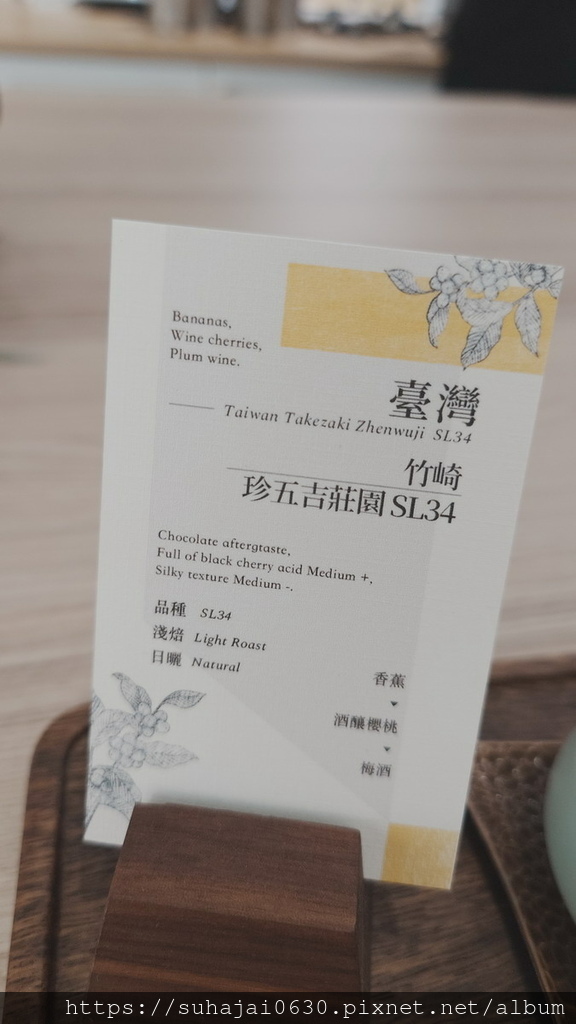 Bananas,
Wine cherries,
Plum wine.
臺灣
Taiwan Takezaki Zhenwuji SL34
竹崎
珍五吉莊園 SL34
Chocolate aftergtaste,
Full of black cherry acid Medium +,
Silky texture Medium -.
品種 SL34
淺焙 Light Roast
日曬 Natural
香蕉
酒釀櫻桃
梅酒
https://suhajai0630.pixnet.net/album